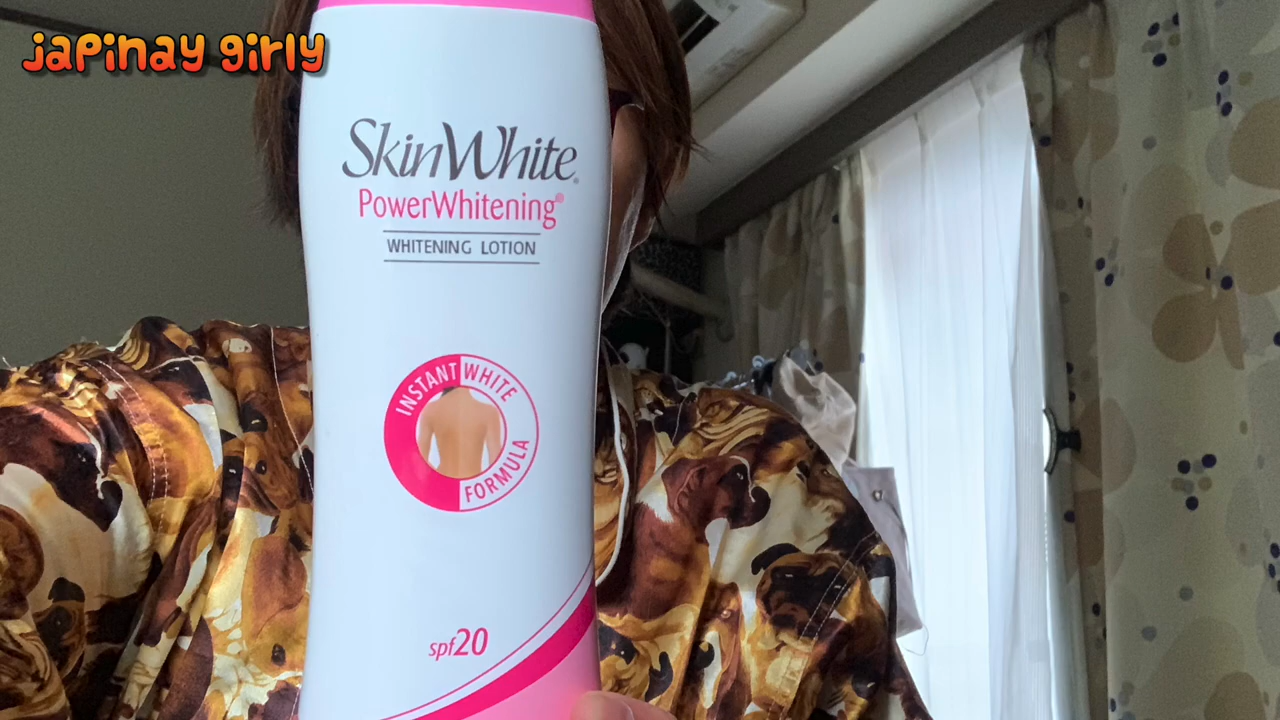 japinay girly
SkinWhite
PowerWhitening®
WHITENING LOTION
INSTANT WHITE
FORMULA
spf20